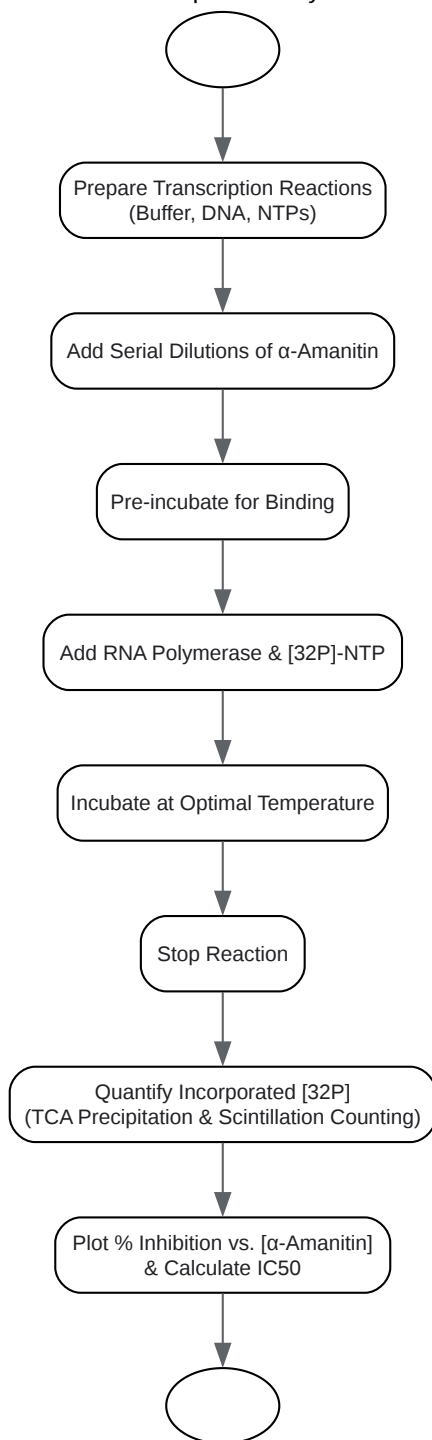 Prepare Transcription Reactions
(Buffer, DNA, NTPs)
Add Serial Dilutions of α-Amanitin
Pre-incubate for Binding
Add RNA Polymerase & [32P]-NTP
Incubate at Optimal Temperature
Stop Reaction
Quantify Incorporated [32P]
(TCA Precipitation & Scintillation Counting)
Plot % Inhibition vs. [α-Amanitin]
& Calculate IC50